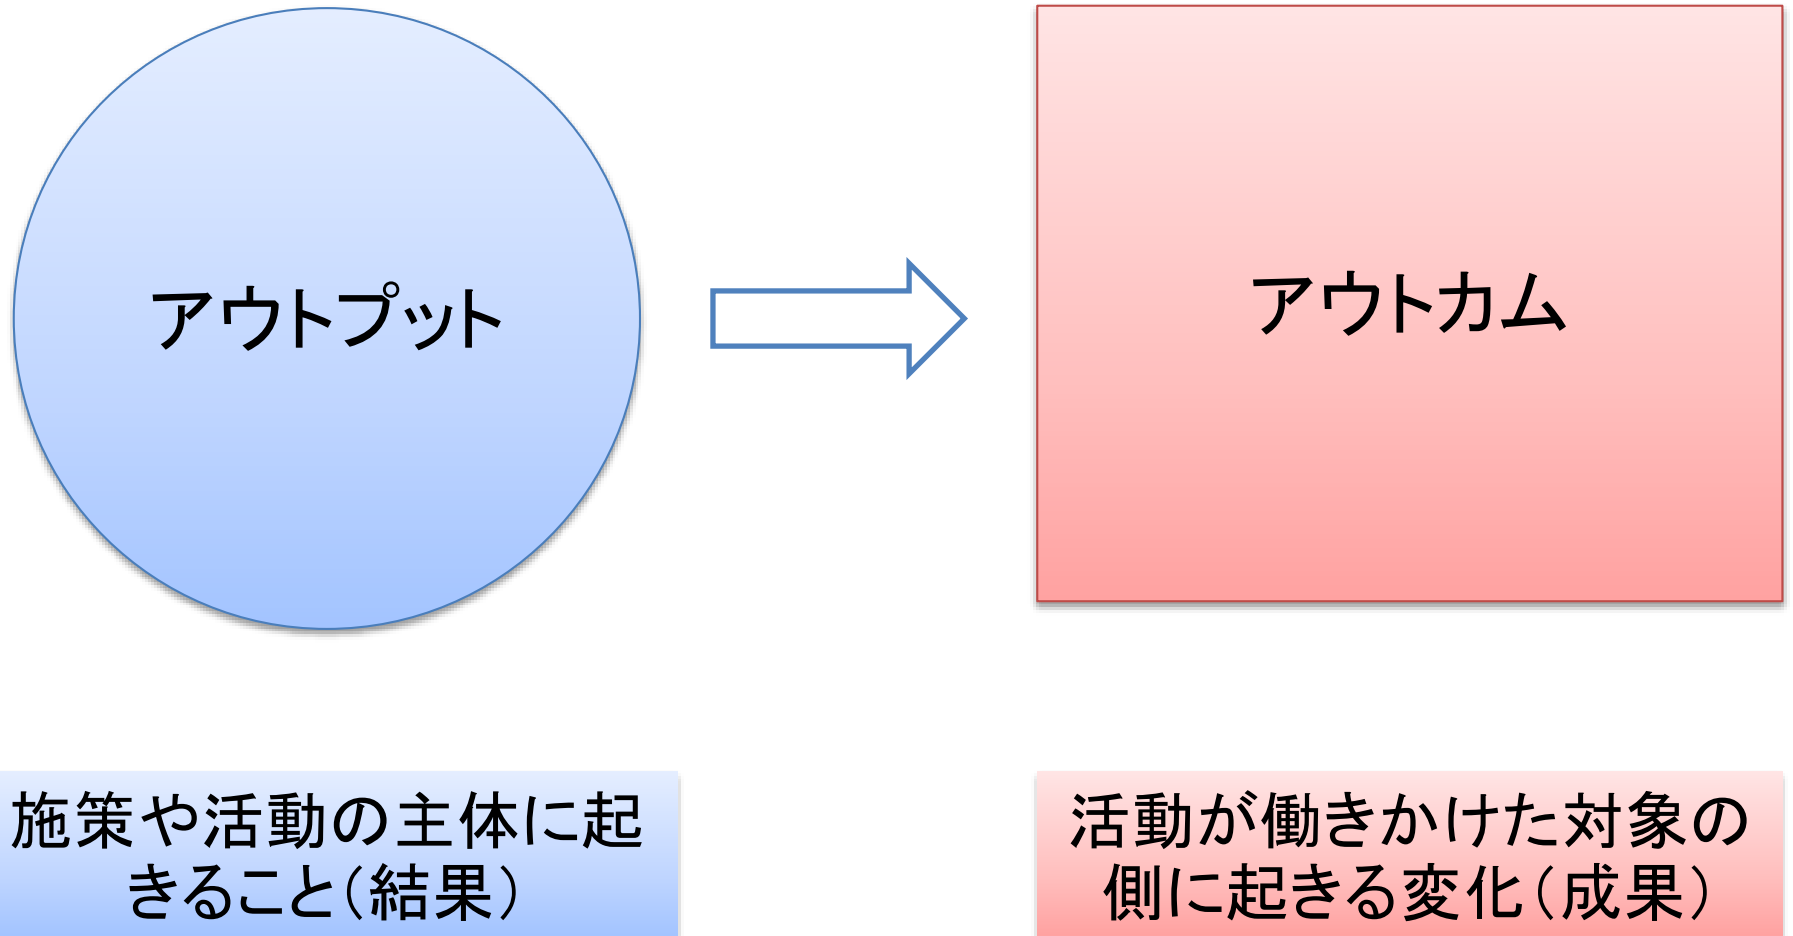 アウトプット
アウトカム
施策や活動の主体に起
きること（結果）
活動が働きかけた対象の
側に起きる変化（成果）